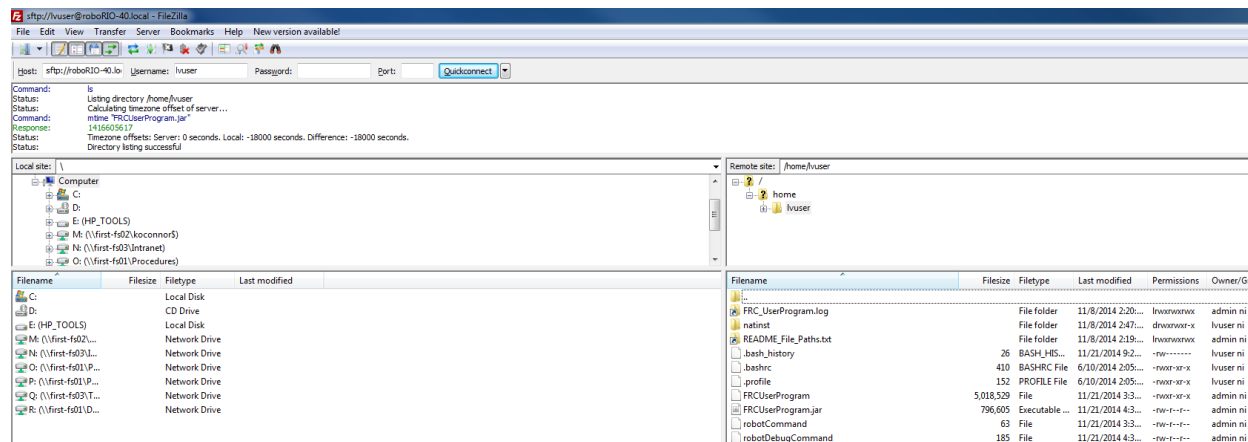 sftp://lvuser@roboRIO-40.local - FileZilla
File Edit View Transfer Server Bookmarks Help New version available!
Host: sftp://roboRIO-40.lo Username: lvuser Password: Port: Quickconnect
Command: ls
Status: Listing directory /home/lvuser
Status: Calculating timezone offset of server...
Command: mtime "FRCUserProgram.jar"
Response: 1416605617
Status: Timezone offsets: Server: 0 seconds. Local: -18000 seconds. Difference: -18000 seconds.
Status: Directory listing successful
Local site: \
Computer
C:
D:
E: (HP_TOOLS)
M: (\\first-fs02\koconnor$)
N: (\\first-fs03\Intranet)
O: (\\first-fs01\Procedures)
Remote site: /home/lvuser
/
home
lvuser
Filename Filesize Filetype Last modified
C: Local Disk
D: CD Drive
E: (HP_TOOLS) Local Disk
M: (\\first-fs02\... Network Drive
N: (\\first-fs03\I... Network Drive
O: (\\first-fs01\P... Network Drive
P: (\\first-fs01\P... Network Drive
Q: (\\first-fs03\T... Network Drive
R: (\\first-fs01\D... Network Drive
Filename Filesize Filetype Last modified Permissions Owner/G
..
FRC_UserProgram.log File folder 11/8/2014 2:20:... lrwxrwxrwx admin ni
natinst File folder 11/8/2014 2:47:... drwxrwxr-x lvuser ni
README_File_Paths.txt File folder 11/8/2014 2:19:... lrwxrwxrwx admin ni
.bash_history 26 BASH_HIS... 11/21/2014 9:2... -rw------- lvuser ni
.bashrc 410 BASHRC File 6/10/2014 2:05:... -rwxr-xr-x lvuser ni
.profile 152 PROFILE File 6/10/2014 2:05:... -rwxr-xr-x lvuser ni
FRCUserProgram 5,018,529 File 11/21/2014 3:3... -rwxr-xr-x admin ni
FRCUserProgram.jar 796,605 Executable ... 11/21/2014 4:3... -rw-r--r-- admin ni
robotCommand 63 File 11/21/2014 3:3... -rw-r--r-- admin ni
robotDebugCommand 185 File 11/21/2014 4:3... -rw-r--r-- admin ni